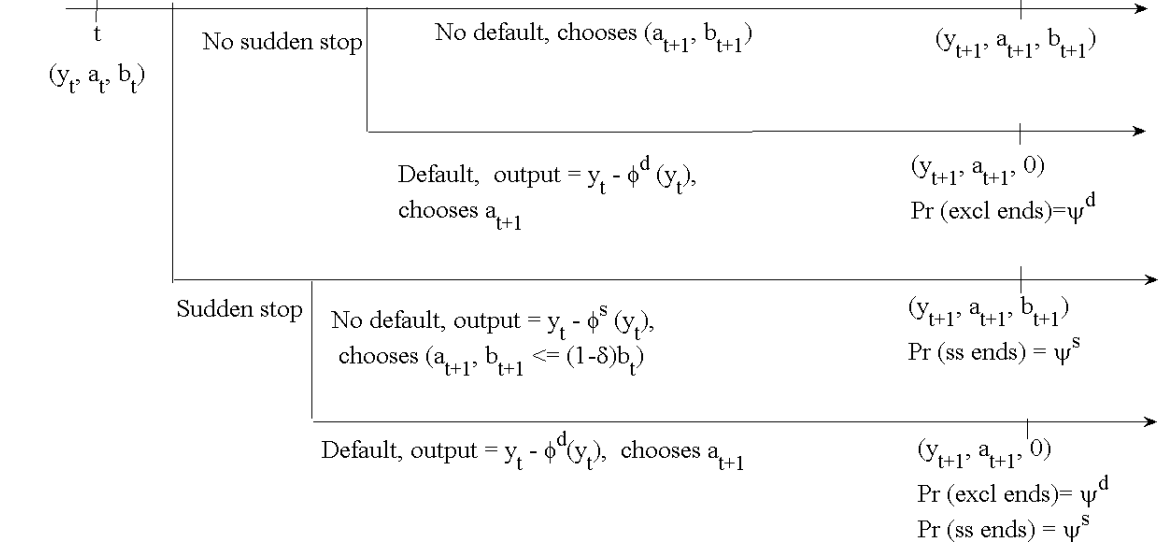 t
(y_t, a_t, b_t)
No sudden stop
No default, chooses (a_{t+1}, b_{t+1})
(y_{t+1}, a_{t+1}, b_{t+1})
Default, output = y_t - ϕ^d (y_t),
chooses a_{t+1}
(y_{t+1}, a_{t+1}, 0)
Pr (excl ends)=ψ^d
Sudden stop
No default, output = y_t - ϕ^s (y_t),
chooses (a_{t+1}, b_{t+1} <= (1-δ)b_t)
(y_{t+1}, a_{t+1}, b_{t+1})
Pr (ss ends) = ψ^s
Default, output = y_t - ϕ^d(y_t), chooses a_{t+1}
(y_{t+1}, a_{t+1}, 0)
Pr (excl ends)= ψ^d
Pr (ss ends) = ψ^s